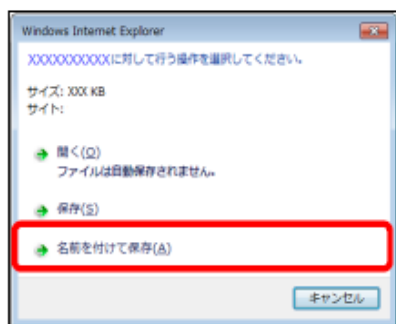 Windows Internet Explorer
XXXXXXXXXXに対して行う操作を選択してください。
サイズ: XXX KB
サイト:
開く(O)
ファイルは自動保存されません。
保存(S)
名前を付けて保存(A)
キャンセル